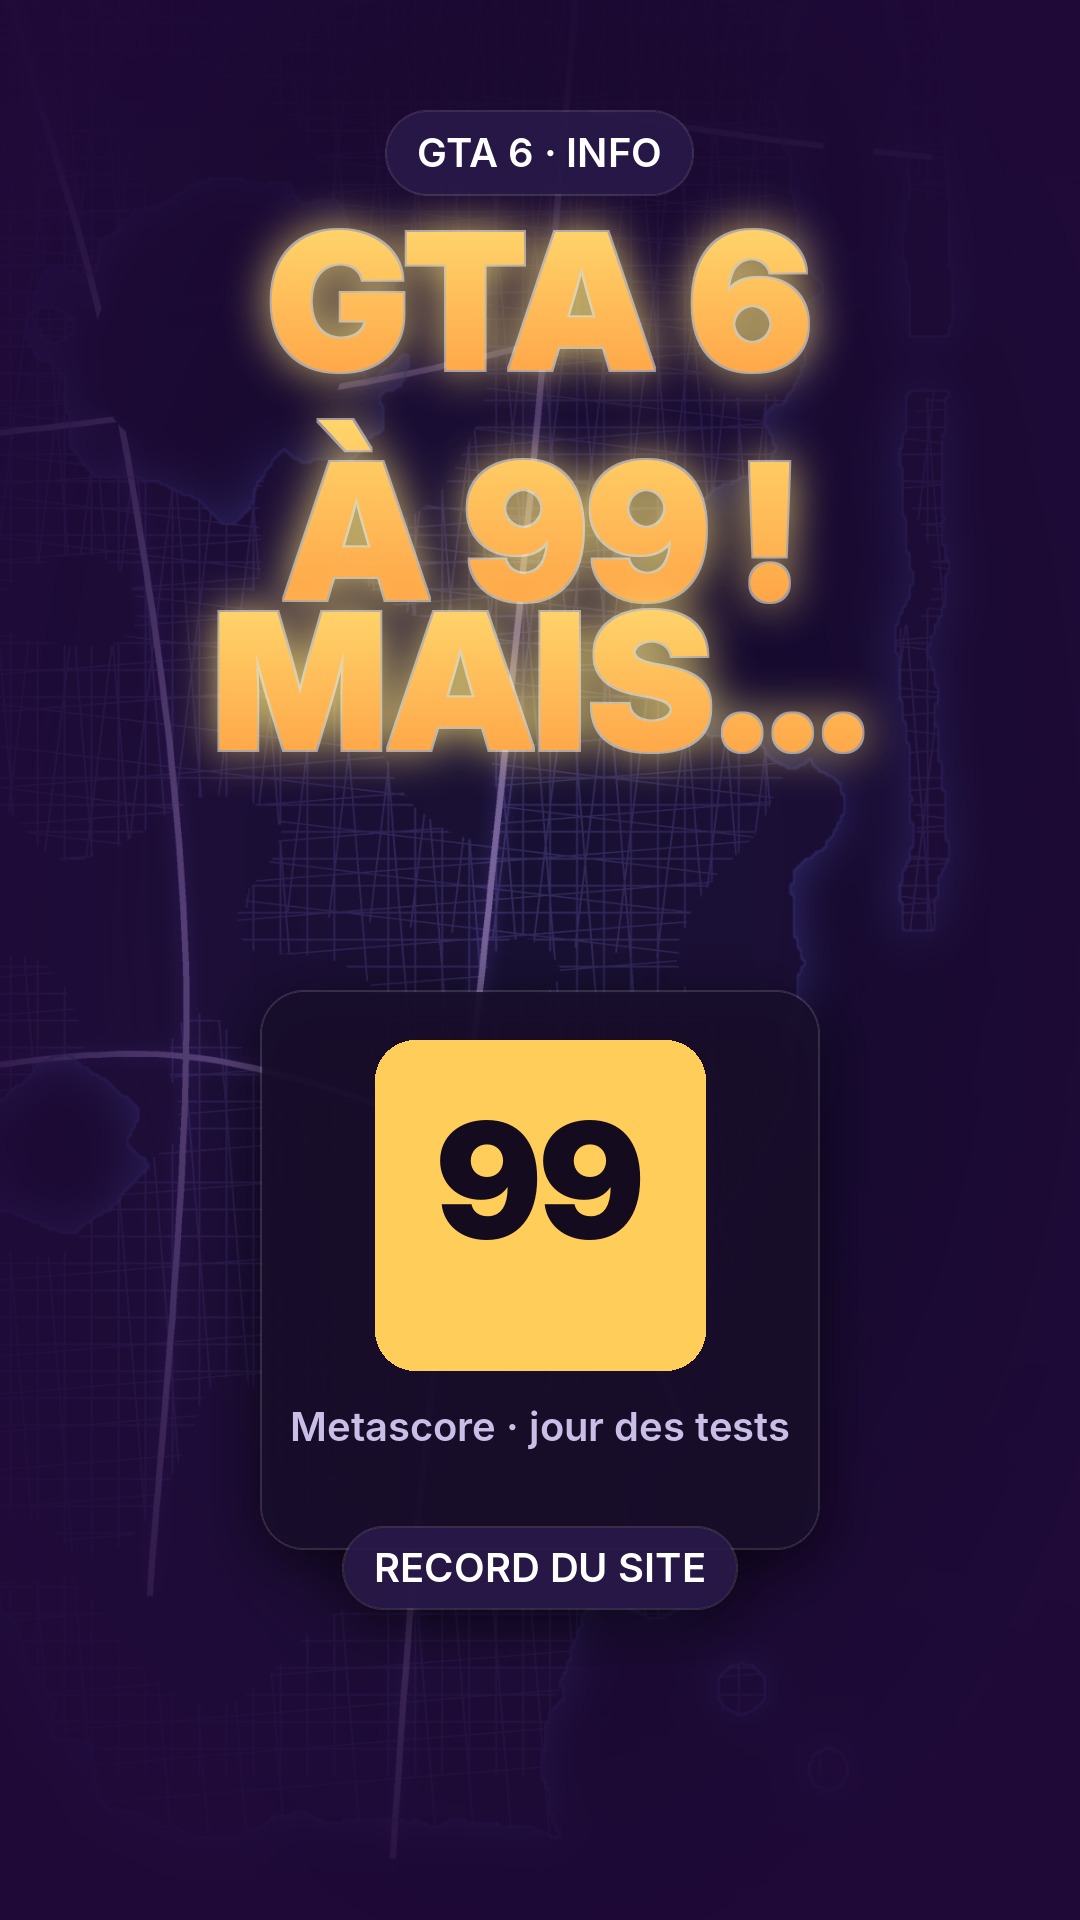 GTA 6 · INFO
GTA 6
À 99 !
MAIS...
99
Metascore · jour des tests
RECORD DU SITE